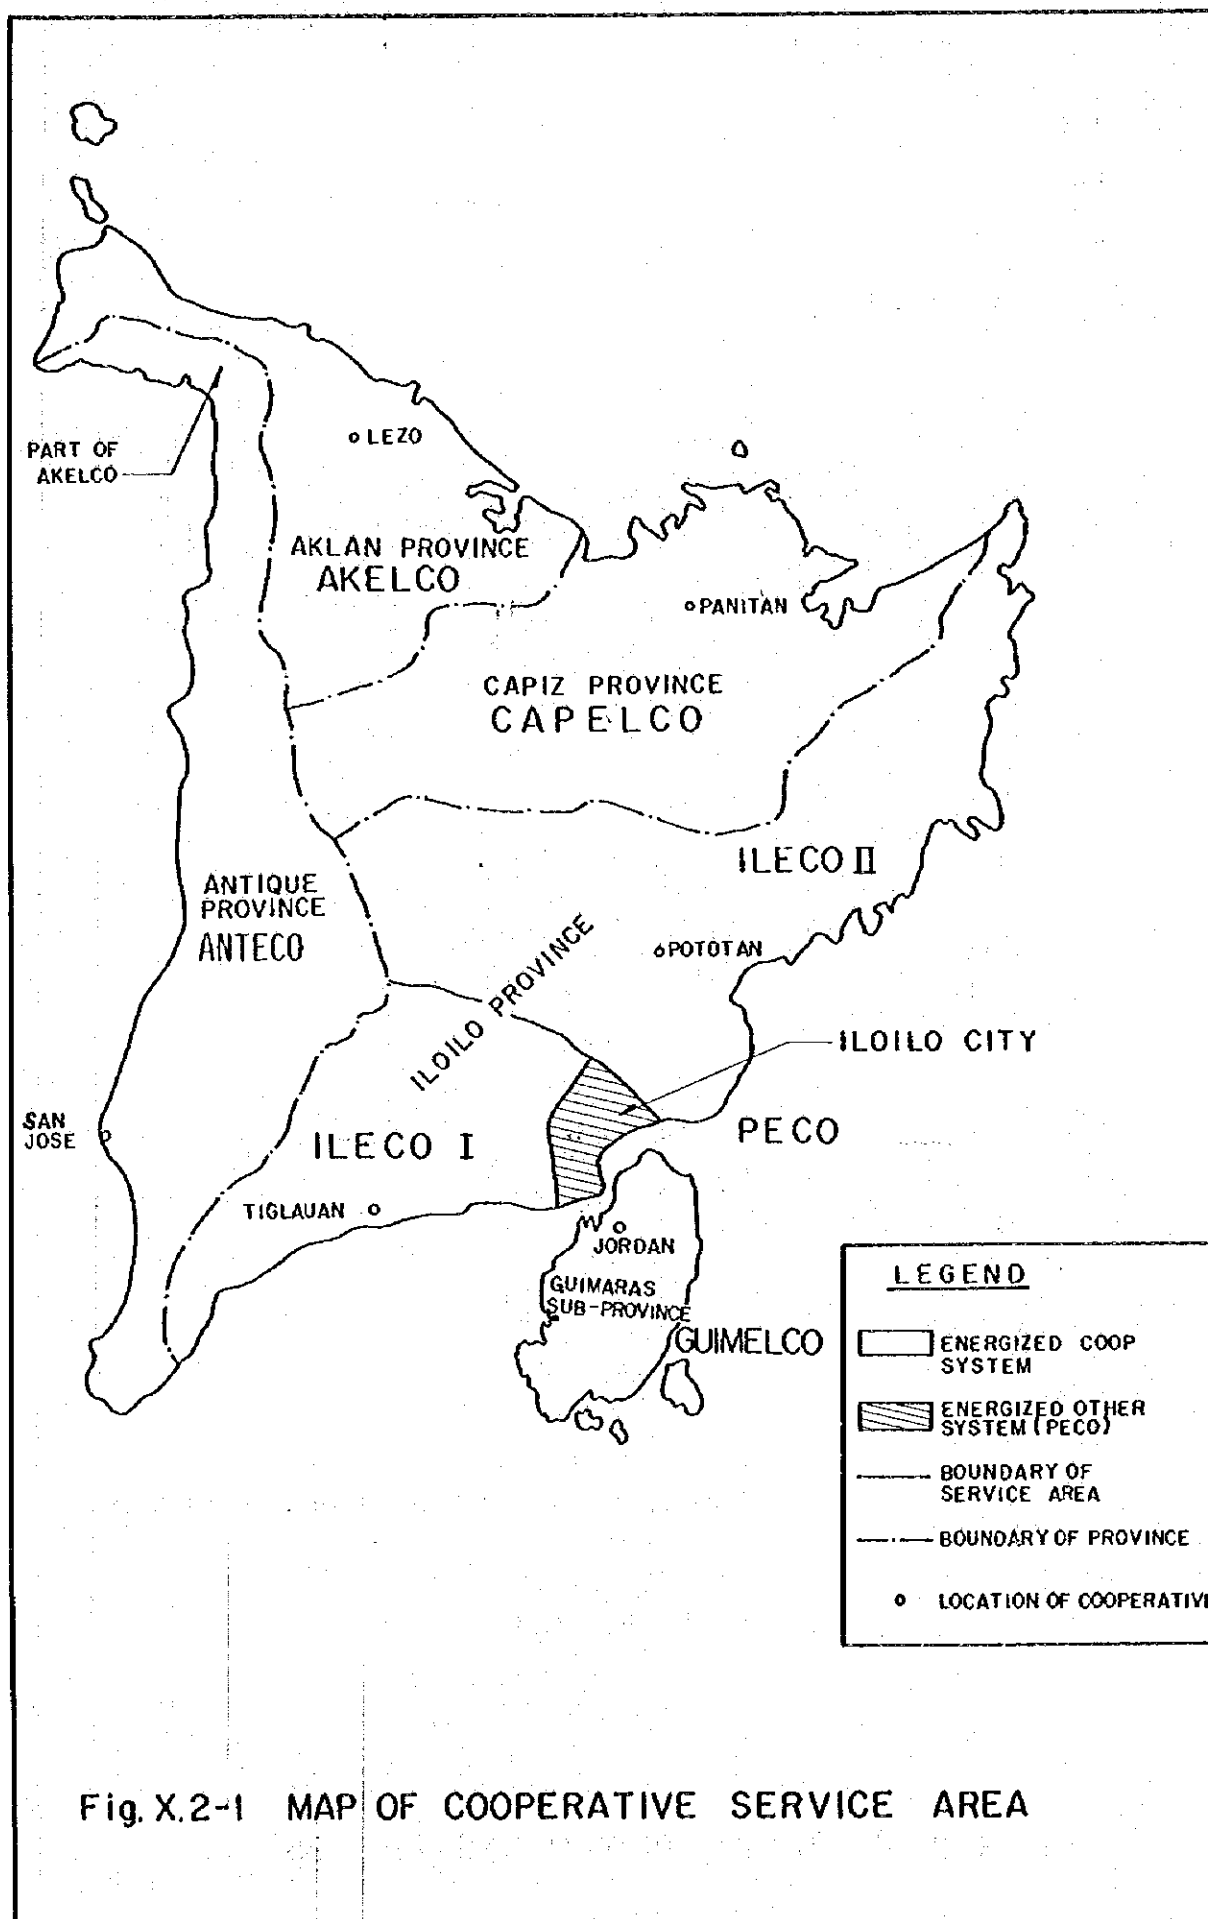 PART OF
AKELCO
LEZO
AKLAN PROVINCE
AKELCO
PANITAN
CAPIZ PROVINCE
CAPELCO
ILECO II
ANTIQUE
PROVINCE
ANTECO
ILOILO PROVINCE
POTOTAN
ILOILO CITY
SAN
JOSE
ILECO I
PECO
TIGLAUAN
JORDAN
GUIMARAS
SUB-PROVINCE
GUIMELCO
LEGEND
ENERGIZED COOP
SYSTEM
ENERGIZED OTHER
SYSTEM (PECO)
BOUNDARY OF
SERVICE AREA
BOUNDARY OF PROVINCE
LOCATION OF COOPERATIVE
Fig. X.2-1 MAP OF COOPERATIVE SERVICE AREA